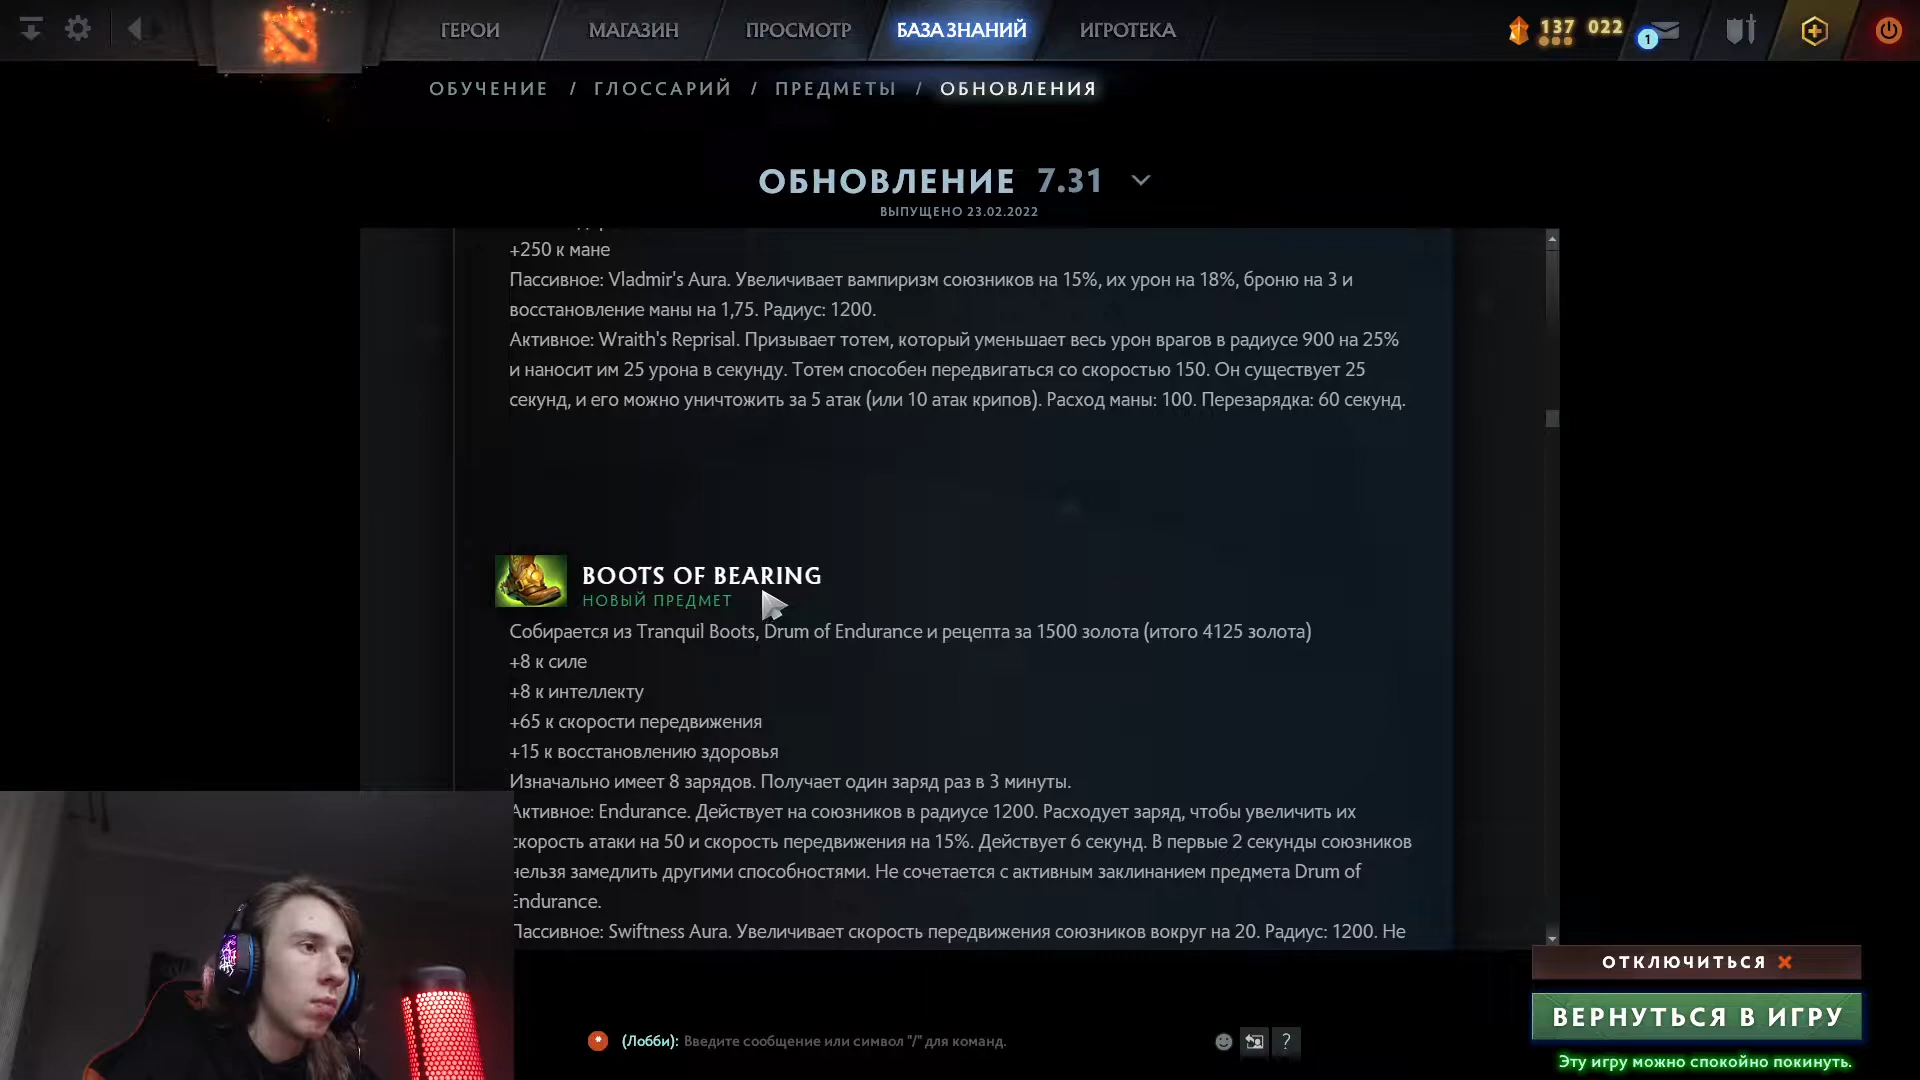 ГЕРОИ
МАГАЗИН
ПРОСМОТР
БАЗА ЗНАНИЙ
ИГРОТЕКА
137 022
1
ОБУЧЕНИЕ / ГЛОССАРИЙ / ПРЕДМЕТЫ / ОБНОВЛЕНИЯ
ОБНОВЛЕНИЕ 7.31
ВЫПУЩЕНО 23.02.2022
+250 к мане
Пассивное: Vladmir's Aura. Увеличивает вампиризм союзников на 15%, их урон на 18%, броню на 3 и
восстановление маны на 1,75. Радиус: 1200.
Активное: Wraith's Reprisal. Призывает тотем, который уменьшает весь урон врагов в радиусе 900 на 25%
и наносит им 25 урона в секунду. Тотем способен передвигаться со скоростью 150. Он существует 25
секунд, и его можно уничтожить за 5 атак (или 10 атак крипов). Расход маны: 100. Перезарядка: 60 секунд.
BOOTS OF BEARING
НОВЫЙ ПРЕДМЕТ
Собирается из Tranquil Boots, Drum of Endurance и рецепта за 1500 золота (итого 4125 золота)
+8 к силе
+8 к интеллекту
+65 к скорости передвижения
+15 к восстановлению здоровья
Изначально имеет 8 зарядов. Получает один заряд раз в 3 минуты.
Активное: Endurance. Действует на союзников в радиусе 1200. Расходует заряд, чтобы увеличить их
скорость атаки на 50 и скорость передвижения на 15%. Действует 6 секунд. В первые 2 секунды союзников
нельзя замедлить другими способностями. Не сочетается с активным заклинанием предмета Drum of
Endurance.
Пассивное: Swiftness Aura. Увеличивает скорость передвижения союзников вокруг на 20. Радиус: 1200. Не
ОТКЛЮЧИТЬСЯ
ВЕРНУТЬСЯ В ИГРУ
(Лобби): Введите сообщение или символ "/" для команд.
?
Эту игру можно спокойно покинуть.